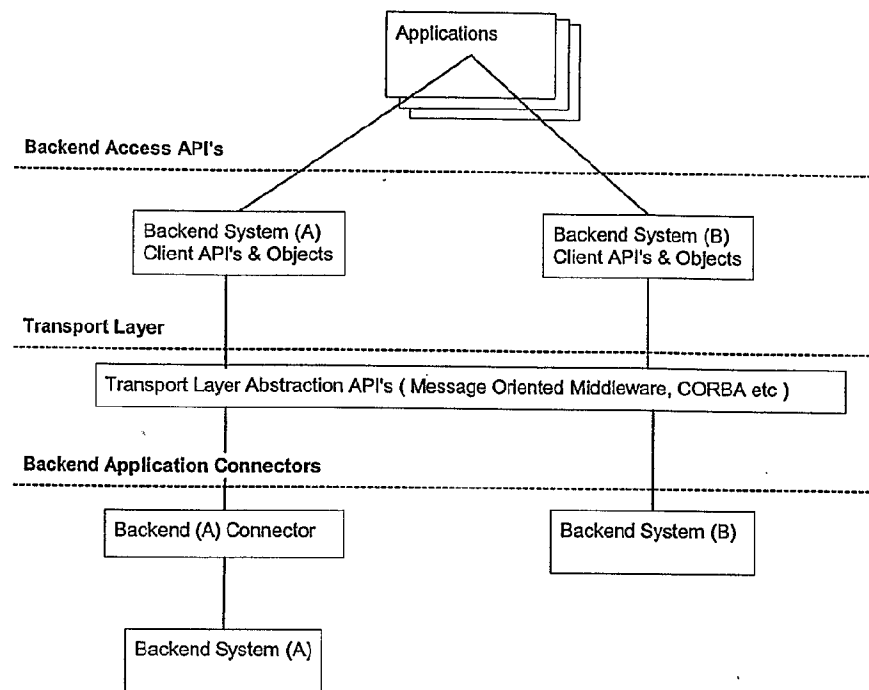 Applications
Backend Access API's
Backend System (A)
Client API's & Objects
Backend System (B)
Client API's & Objects
Transport Layer
Transport Layer Abstraction API's ( Message Oriented Middleware, CORBA etc )
Backend Application Connectors
Backend (A) Connector
Backend System (B)
Backend System (A)